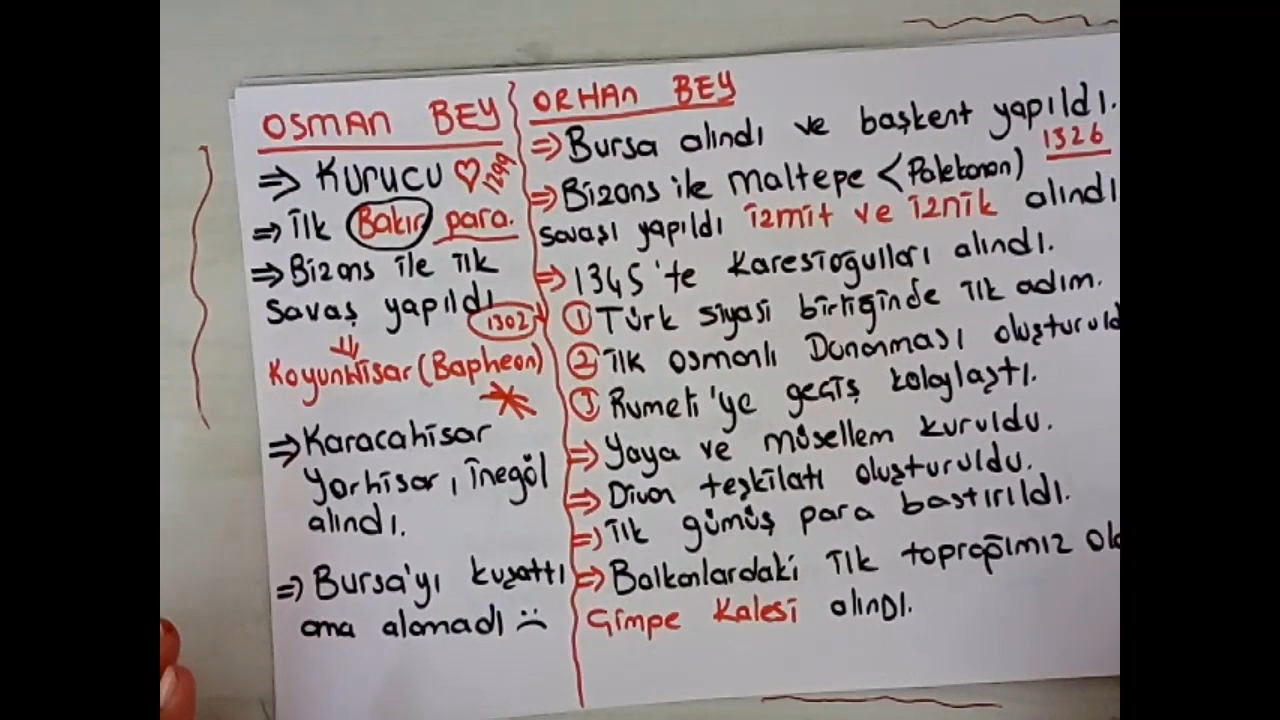 OSMAN BEY
⇒ Kurucu ♡ 1299
⇒ İlk Bakır para.
⇒ Bizans ile ilk
savaş yapıldı
1302
Koyunhisar (Bapheon)
⇒ Karacahisar
Yarhisar, İnegöl
alındı.
⇒ Bursa'yı kuşattı
ama alamadı
ORHAN BEY
⇒ Bursa alındı ve başkent yapıldı.
1326
⇒ Bizans ile Maltepe (Palekanon)
savaşı yapıldı İzmit ve İznik alındı
⇒ 1345'te Karesioğulları alındı.
① Türk siyasi birliğinde ilk adım.
② İlk Osmanlı Donanması oluşturuld
③ Rumeli'ye geçiş kolaylaştı.
⇒ Yaya ve müsellem kuruldu.
⇒ Divan teşkilatı oluşturuldu.
⇒ İlk gümüş para bastırıldı.
⇒ Balkanlardaki ilk toprağımız ola
Çimpe Kalesi alındı.